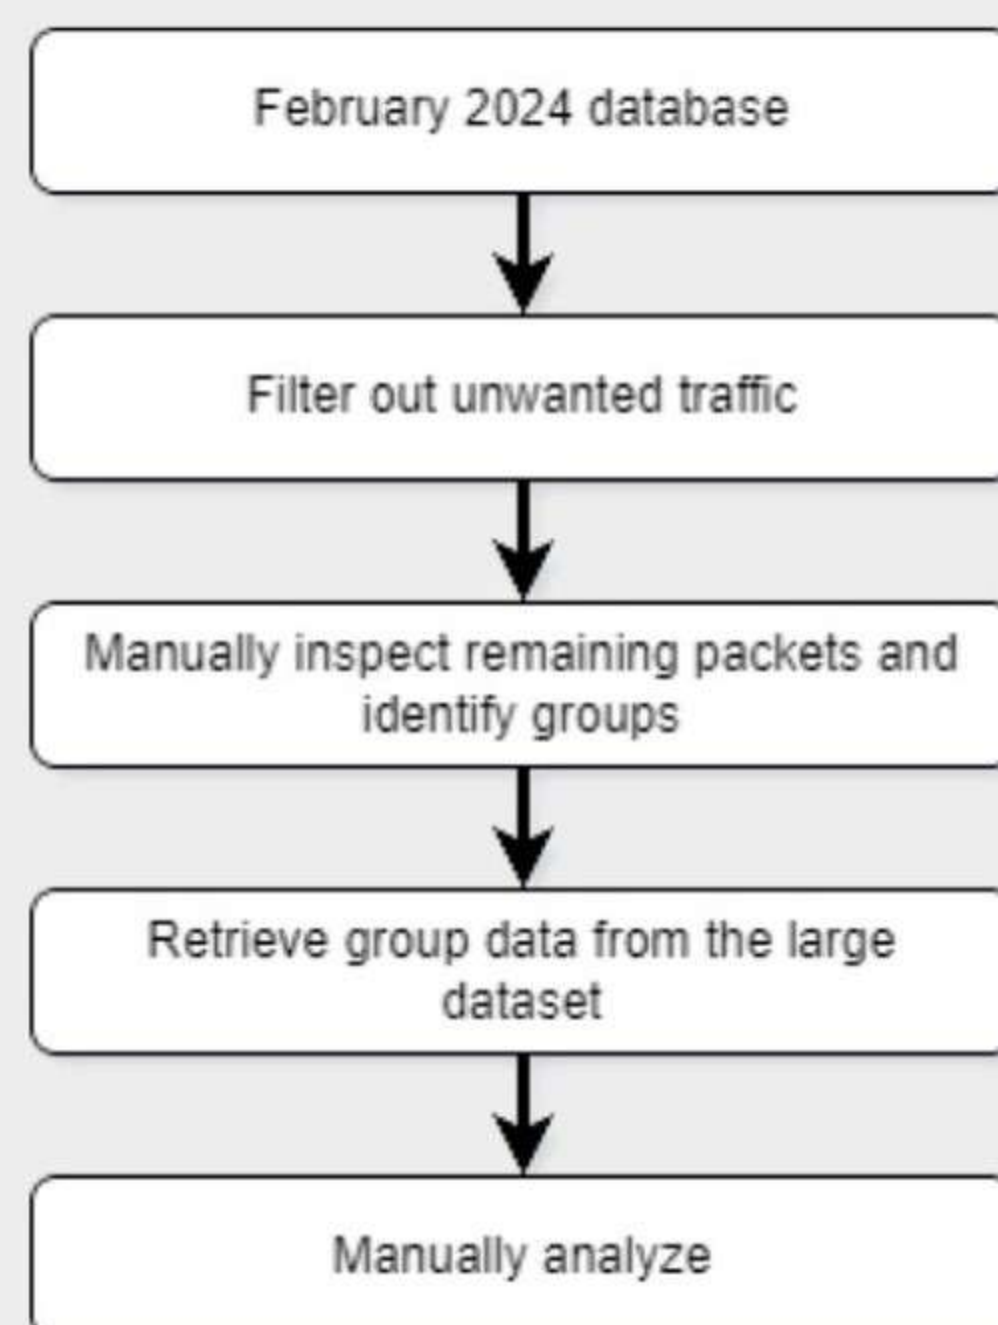 February 2024 database
Filter out unwanted traffic
Manually inspect remaining packets and
identify groups
Retrieve group data from the large
dataset
Manually analyze